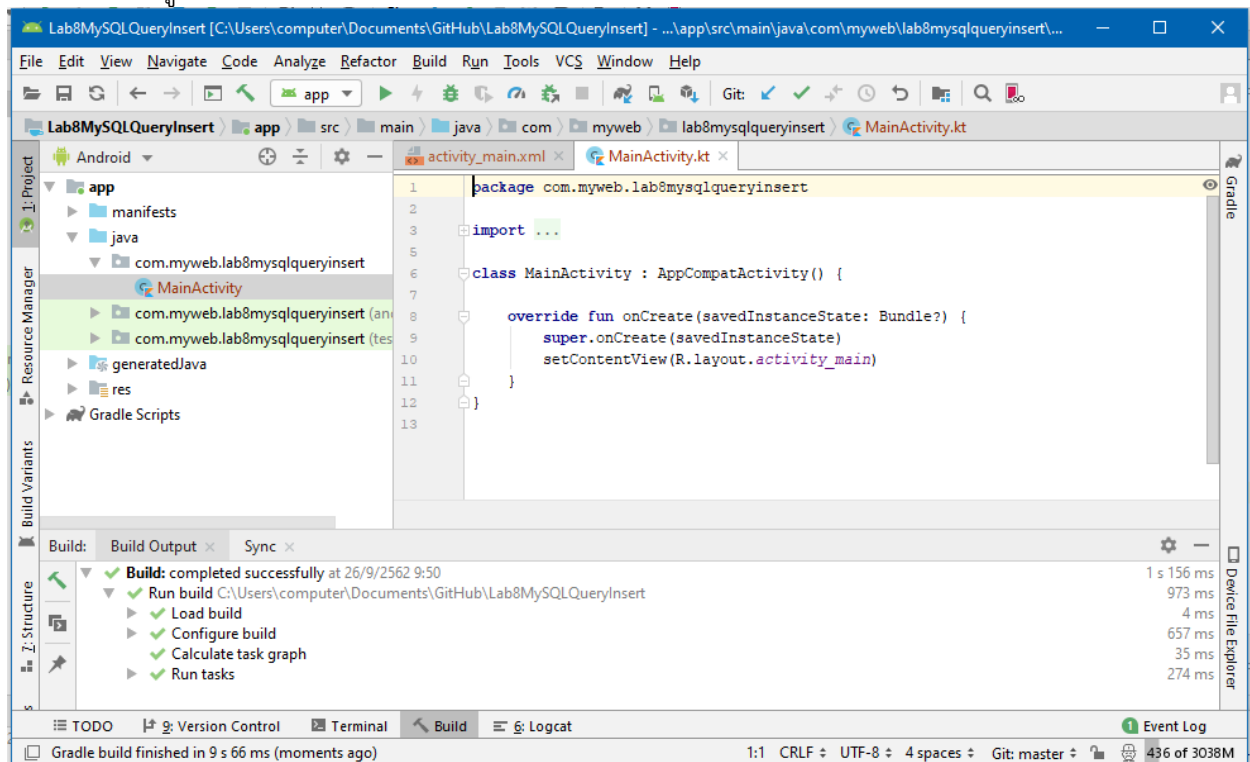 Lab8MySQLQueryInsert [C:\Users\computer\Documents\GitHub\Lab8MySQLQueryInsert] - ...\app\src\main\java\com\myweb\lab8mysqlqueryinsert\...
File Edit View Navigate Code Analyze Refactor Build Run Tools VCS Window Help
app Git:
Lab8MySQLQueryInsert app src main java com myweb lab8mysqlqueryinsert MainActivity.kt
1: Project
Resource Manager
Build Variants
Z: Structure
Android
app
manifests
java
com.myweb.lab8mysqlqueryinsert
MainActivity
com.myweb.lab8mysqlqueryinsert (an
com.myweb.lab8mysqlqueryinsert (tes
generatedJava
res
Gradle Scripts
activity_main.xml MainActivity.kt
1 package com.myweb.lab8mysqlqueryinsert
2
3 import ...
5
6 class MainActivity : AppCompatActivity() {
7
8 override fun onCreate(savedInstanceState: Bundle?) {
9 super.onCreate(savedInstanceState)
10 setContentView(R.layout.activity_main)
11 }
12 }
13
Gradle
Device File Explorer
Build: Build Output Sync
Build: completed successfully at 26/9/2562 9:50 1 s 156 ms
Run build C:\Users\computer\Documents\GitHub\Lab8MySQLQueryInsert 973 ms
Load build 4 ms
Configure build 657 ms
Calculate task graph 35 ms
Run tasks 274 ms
TODO 9: Version Control Terminal Build 6: Logcat 1 Event Log
Gradle build finished in 9 s 66 ms (moments ago) 1:1 CRLF UTF-8 4 spaces Git: master 436 of 3038M